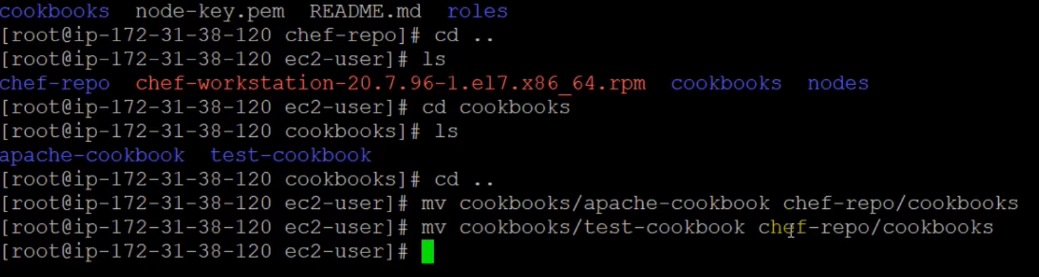 cookbooks  node-key.pem  README.md  roles
[root@ip-172-31-38-120 chef-repo]# cd ..
[root@ip-172-31-38-120 ec2-user]# ls
chef-repo  chef-workstation-20.7.96-1.el7.x86_64.rpm  cookbooks  nodes
[root@ip-172-31-38-120 ec2-user]# cd cookbooks
[root@ip-172-31-38-120 cookbooks]# ls
apache-cookbook  test-cookbook
[root@ip-172-31-38-120 cookbooks]# cd ..
[root@ip-172-31-38-120 ec2-user]# mv cookbooks/apache-cookbook chef-repo/cookbooks
[root@ip-172-31-38-120 ec2-user]# mv cookbooks/test-cookbook chef-repo/cookbooks
[root@ip-172-31-38-120 ec2-user]#